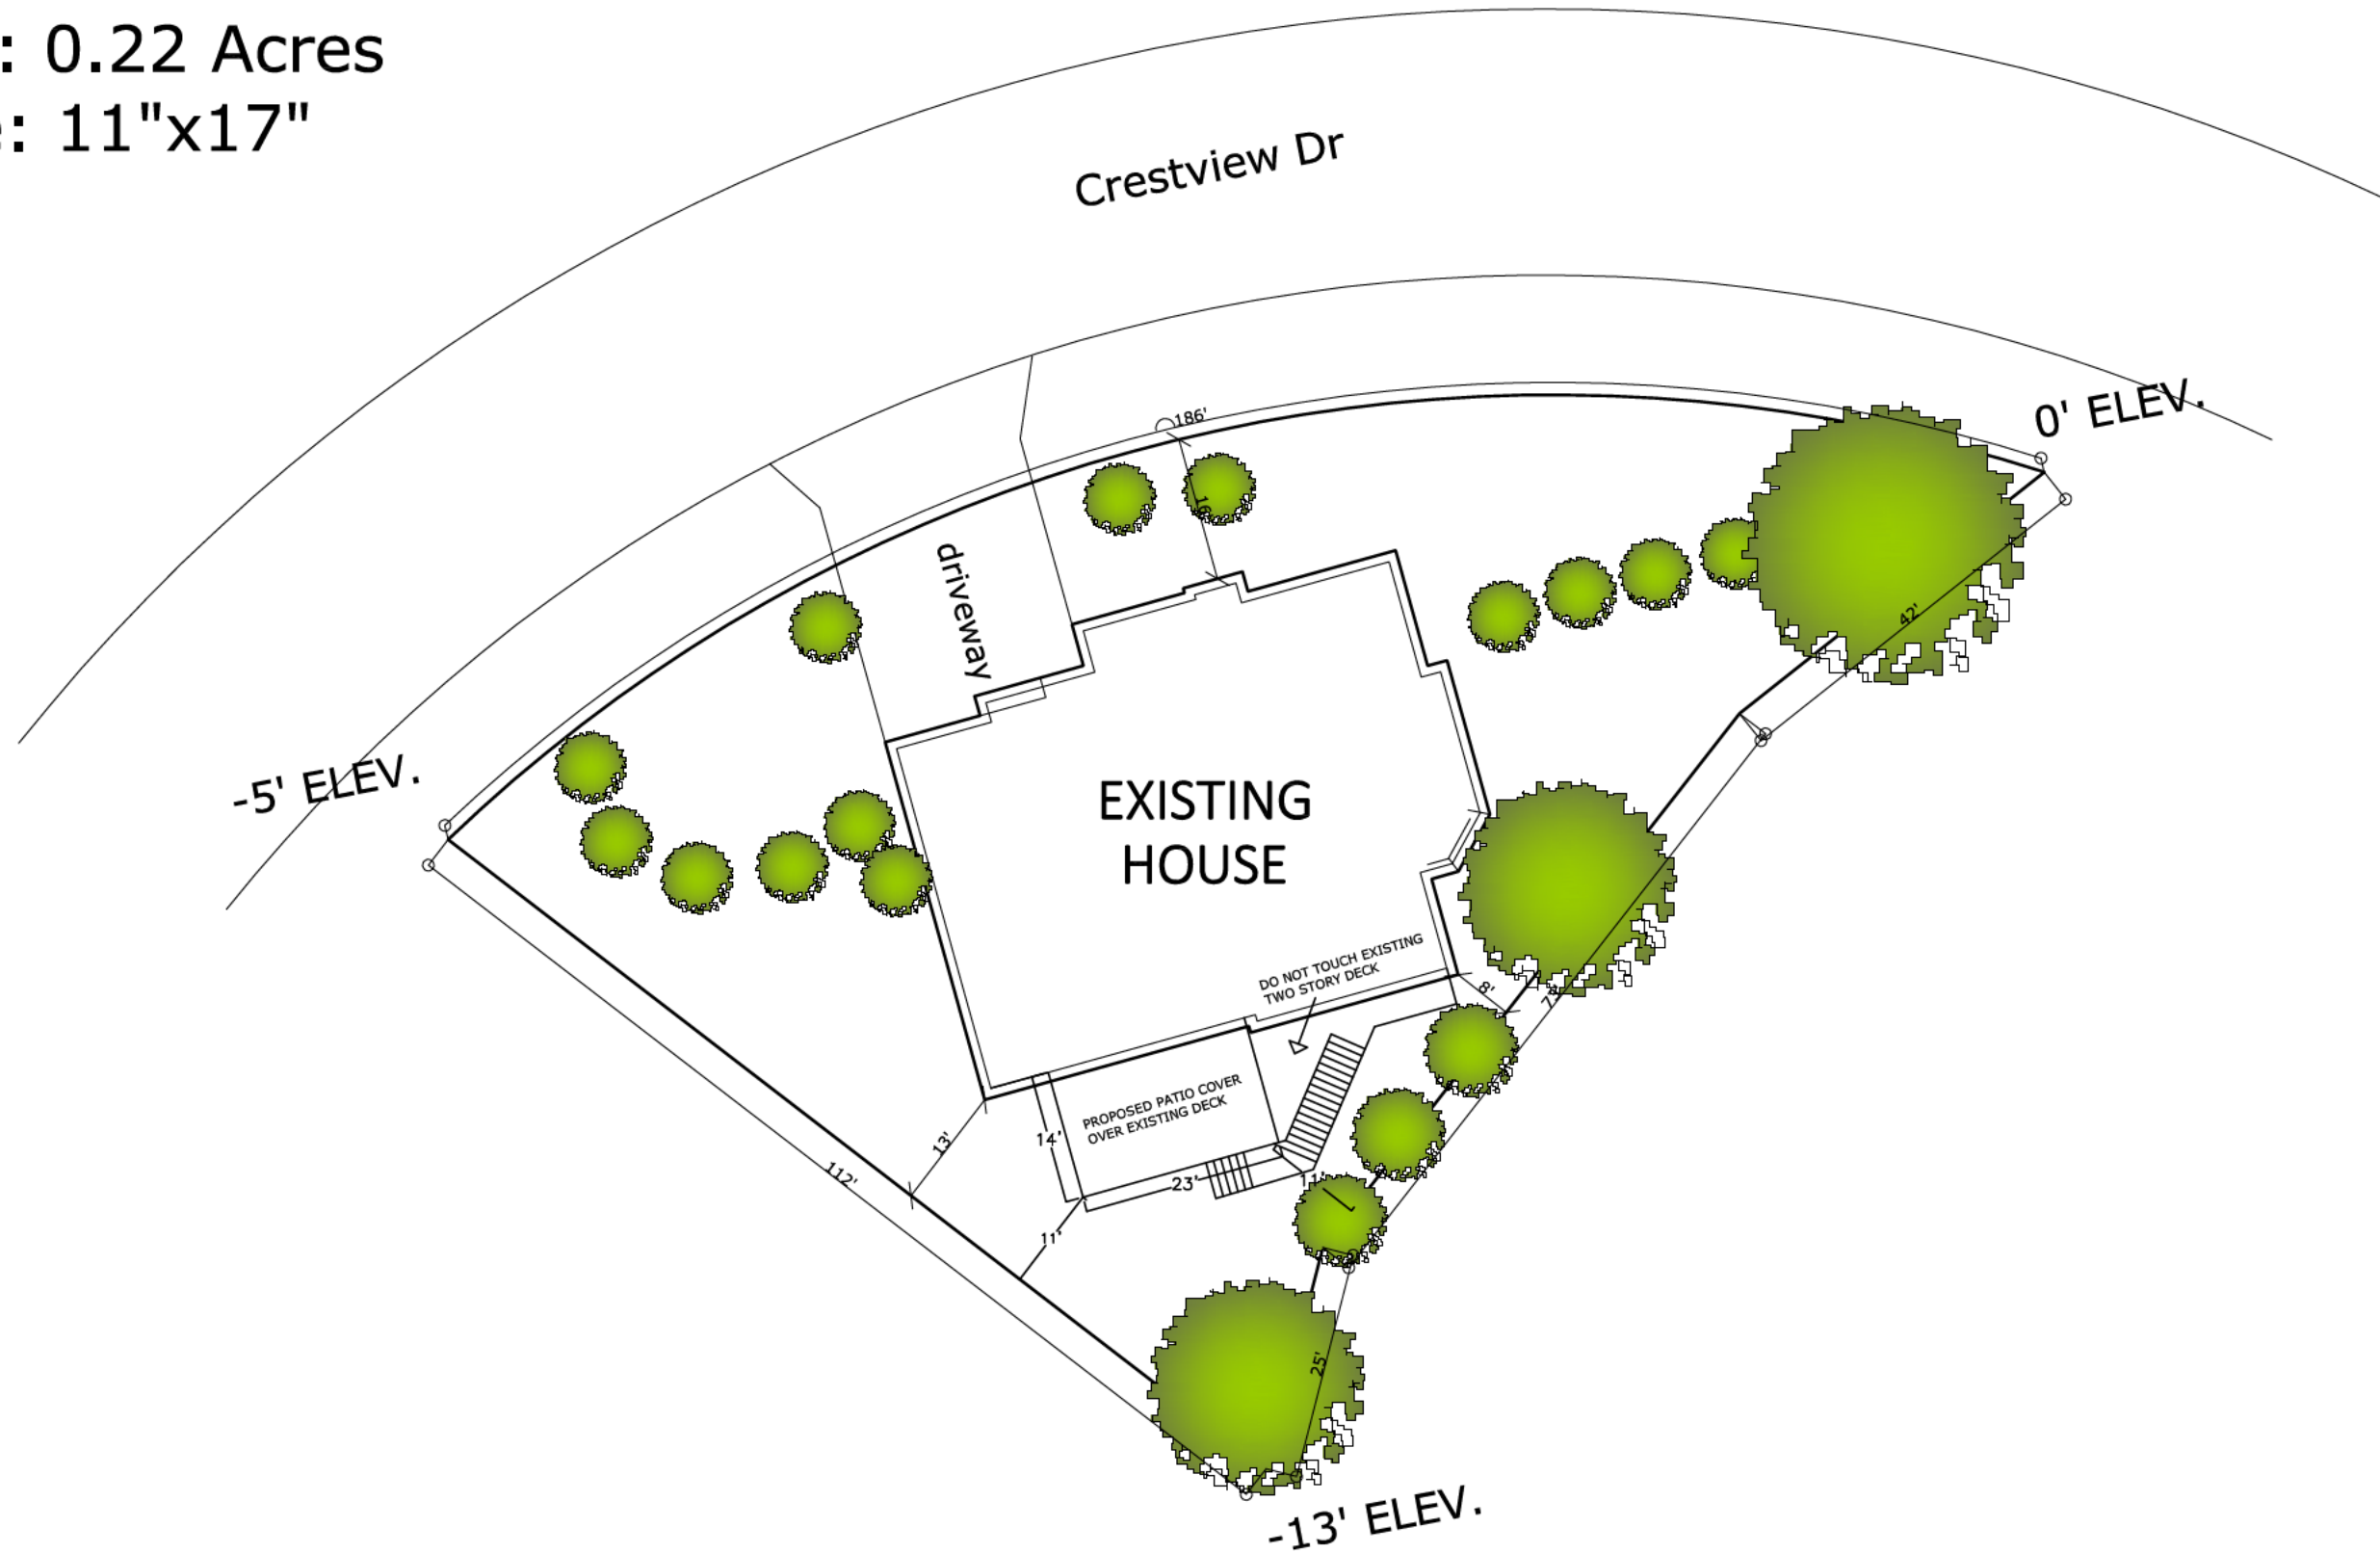 : 0.22 Acres
e: 11"x17"
Crestview Dr
186'
0' ELEV.
16'
driveway
42'
-5' ELEV.
EXISTING
HOUSE
DO NOT TOUCH EXISTING
TWO STORY DECK
8'
PROPOSED PATIO COVER
OVER EXISTING DECK
13'
14'
112'
23'
11'
11'
25'
-13' ELEV.